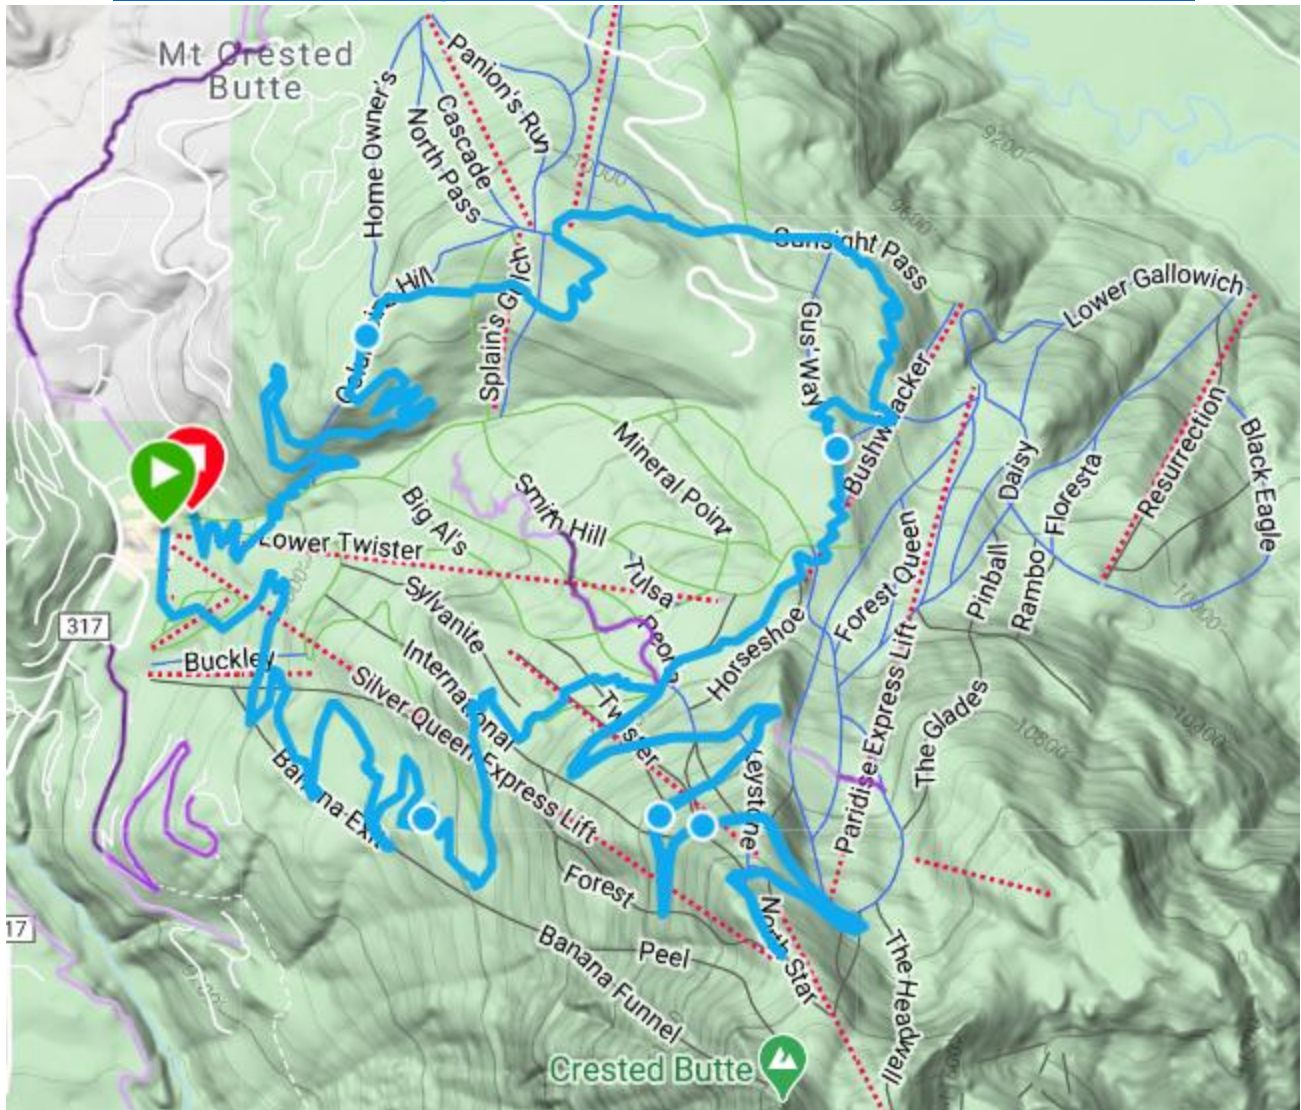 Mt Crested
Butte
Panion's Run
Cascade
North Pass
Home Owner's
10000
9200
9600
Sunsight Pass
Hill
Splain's Gulch
Gus' Way
Lower Gallowich
Bushwacker
Mineral Point
Smith Hill
Big Al's
Lower Twister
Tulsa
Daisy
Floresta
Resurrection
Black Eagle
Forest Queen
Pinball
Rambo
10000
317
Buckley
Sylvanite
International
Horseshoe
Silver Queen Express Lift
Twister
Keystone
Paradise Express Lift
The Glades
10800
Banana Exit
Forest
Peel
Banana Funnel
North Star
The Headwall
17
Crested Butte